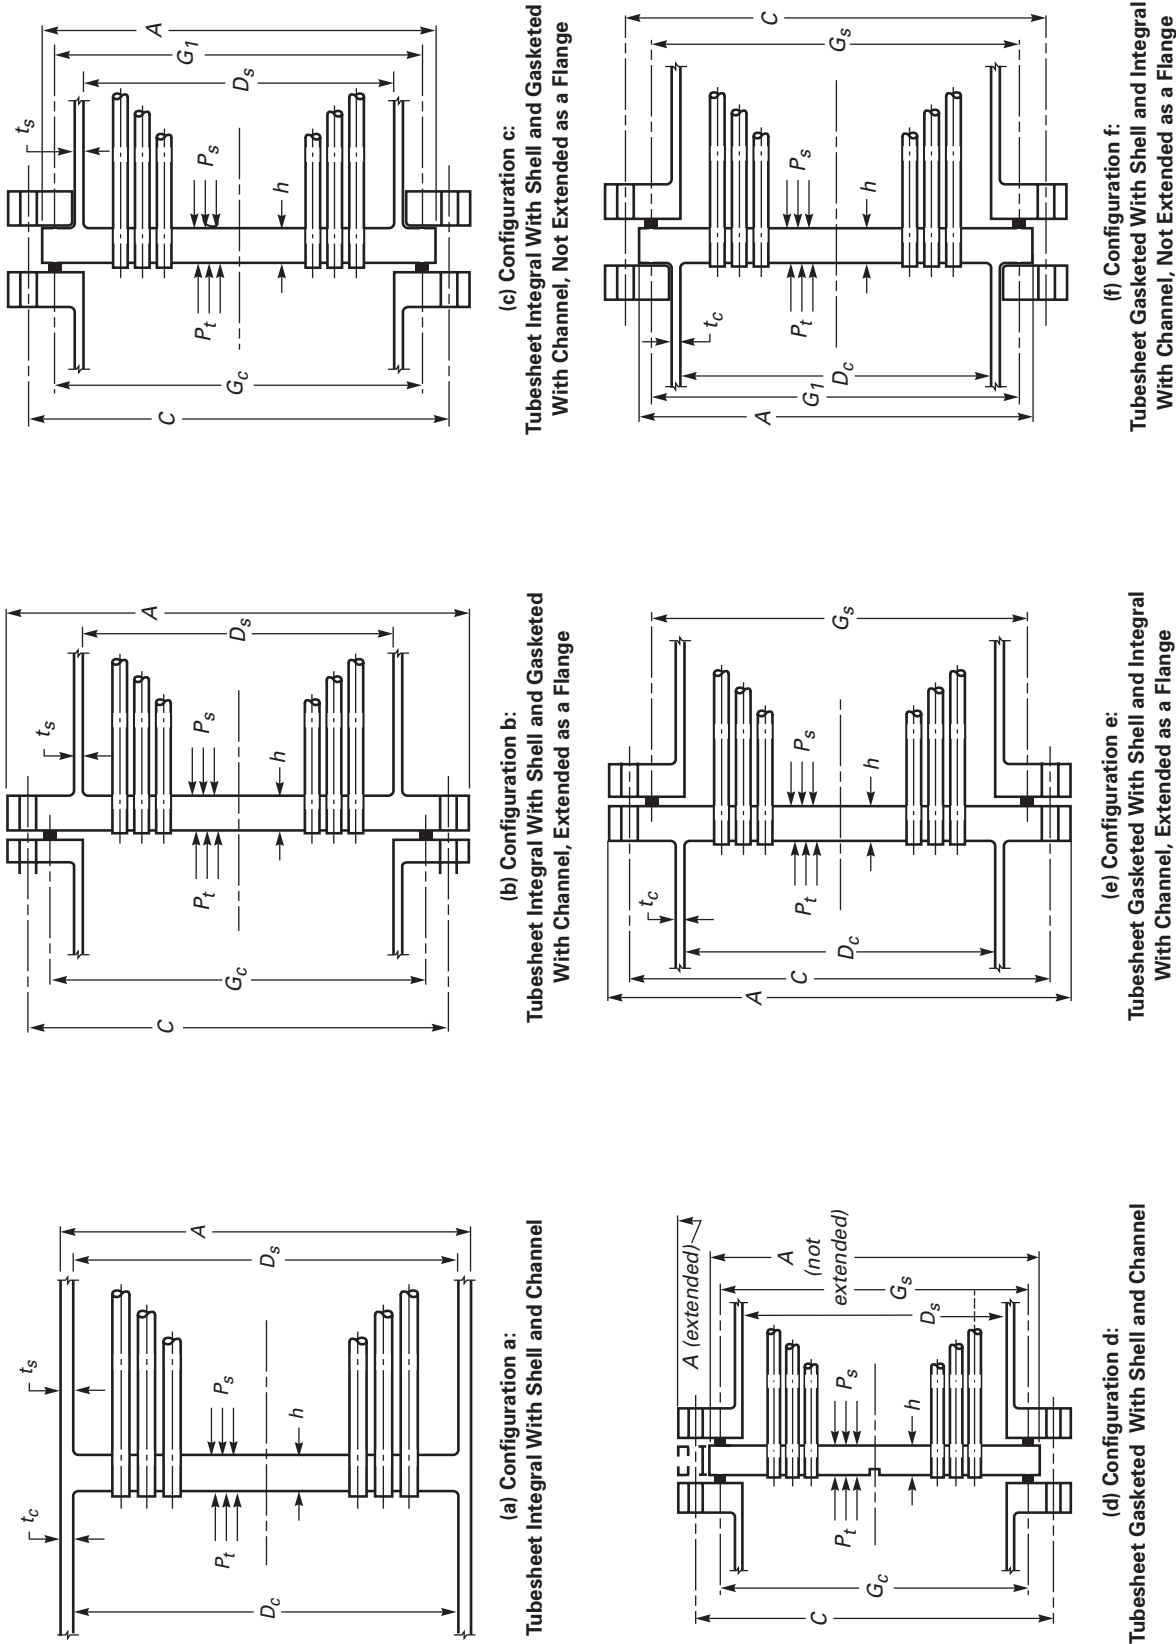 t_c
t_s
D_c
P_t
P_s
h
D_s
A
(a) Configuration a:
Tubesheet Integral With Shell and Channel
C
G_c
P_t
P_s
h
t_s
D_s
A
(b) Configuration b:
Tubesheet Integral With Shell and Gasketed
With Channel, Extended as a Flange
C
G_c
P_t
P_s
h
t_s
D_s
G_1
A
(c) Configuration c:
Tubesheet Integral With Shell and Gasketed
With Channel, Not Extended as a Flange
C
G_c
P_t
P_s
h
D_s
G_s
A
(not
extended)
A (extended)
(d) Configuration d:
Tubesheet Gasketed With Shell and Channel
A
C
D_c
t_c
P_t
P_s
h
G_s
(e) Configuration e:
Tubesheet Gasketed With Shell and Integral
With Channel, Extended as a Flange
A
G_1
D_c
t_c
P_t
P_s
h
G_s
C
(f) Configuration f:
Tubesheet Gasketed With Shell and Integral
With Channel, Not Extended as a Flange